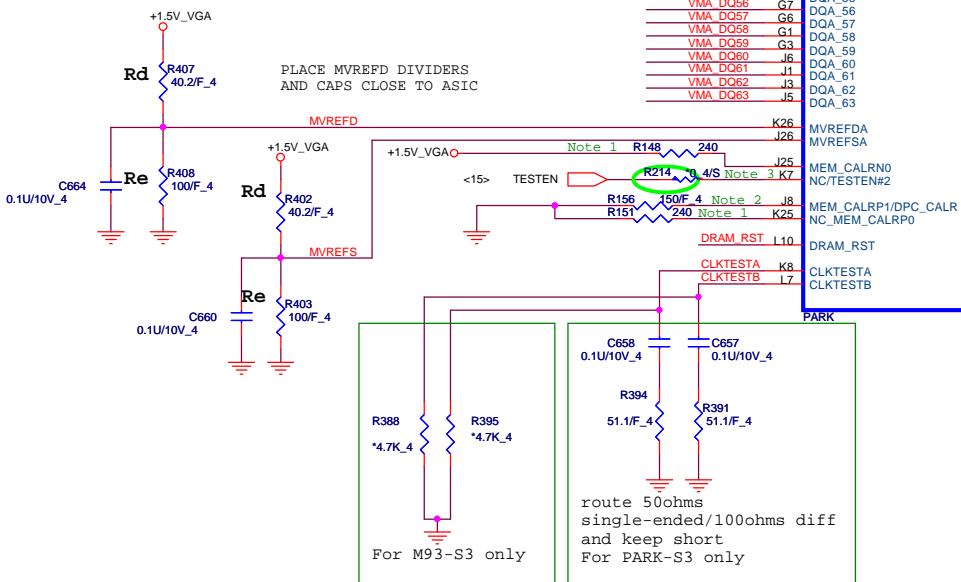 VMA_DQ56 G7 DQA_56
VMA_DQ57 G6 DQA_57
VMA_DQ58 G1 DQA_58
VMA_DQ59 G3 DQA_59
VMA_DQ60 J6 DQA_60
VMA_DQ61 J1 DQA_61
VMA_DQ62 J3 DQA_62
VMA_DQ63 J5 DQA_63
+1.5V_VGA
Rd
R407
40.2/F_4
PLACE MVREFD DIVIDERS
AND CAPS CLOSE TO ASIC
MVREFD
K26 MVREFDA
J26 MVREFSA
+1.5V_VGA
Note 1
R148
240
J25 MEM_CALRN0
<15>
TESTEN
R214
*0_4/S
Note 3
K7 NC/TESTEN#2
R156
150/F_4
Note 2
J8 MEM_CALRP1/DPC_CALR
R151
240
Note 1
K25 NC_MEM_CALRP0
DRAM_RST
L10 DRAM_RST
CLKTESTA
K8 CLKTESTA
CLKTESTB
L7 CLKTESTB
PARK
C664
0.1U/10V_4
Re
R408
100/F_4
+1.5V_VGA
Rd
R402
40.2/F_4
MVREFS
Re
C660
0.1U/10V_4
R403
100/F_4
R388
*4.7K_4
R395
*4.7K_4
For M93-S3 only
C658
0.1U/10V_4
C657
0.1U/10V_4
R394
51.1/F_4
R391
51.1/F_4
route 50ohms
single-ended/100ohms diff
and keep short
For PARK-S3 only